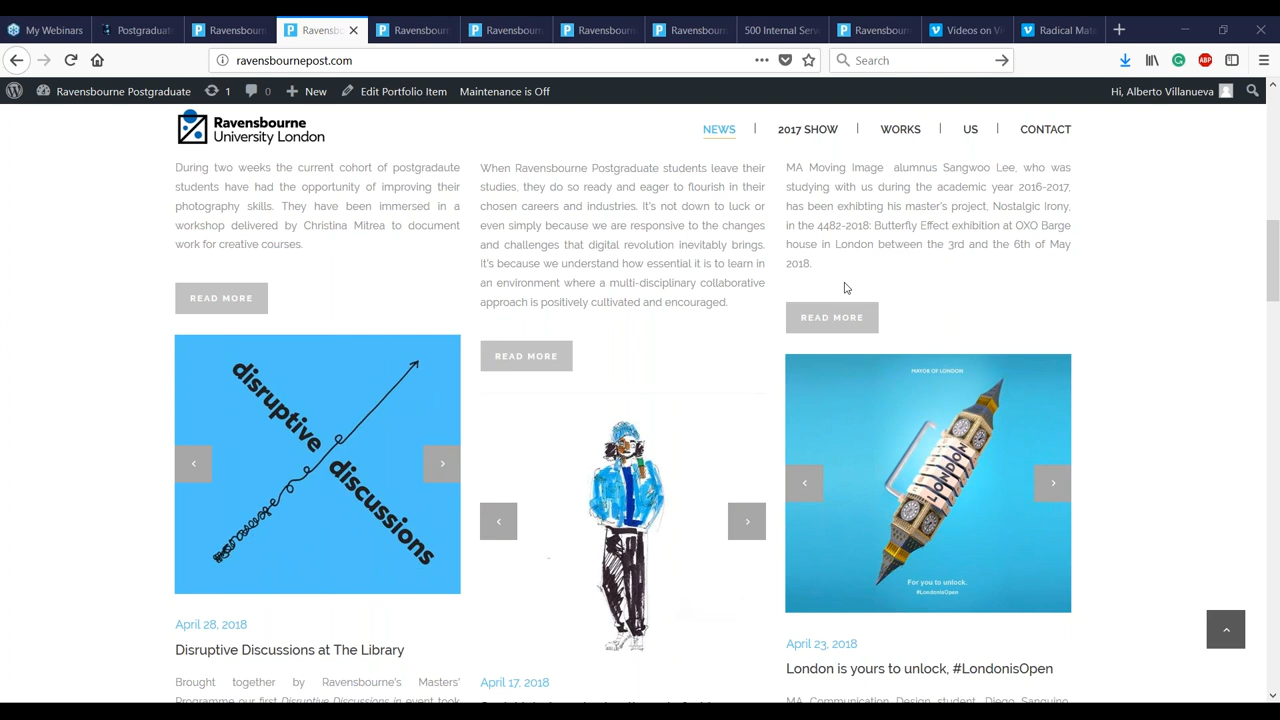 My Webinars
Postgraduate
Ravensbourn
Ravensbo
Ravensbourn
Ravensbourn
Ravensbourn
Ravensbourn
500 Internal Serv
Ravensbourn
Videos on Vi
Radical Mat
ravensbournepost.com
Search
Ravensbourne Postgraduate
1
0
New
Edit Portfolio Item
Maintenance is Off
Hi, Alberto Villanueva
Ravensbourne
University London
NEWS
2017 SHOW
WORKS
US
CONTACT
During two weeks the current cohort of postgradaute
students have had the opportunity of improving their
photography skills. They have been immersed in a
workshop delivered by Christina Mitrea to document
work for creative courses.
READ MORE
When Ravensbourne Postgraduate students leave their
studies, they do so ready and eager to flourish in their
chosen careers and industries. It's not down to luck or
even simply because we are responsive to the changes
and challenges that digital revolution inevitably brings.
It's because we understand how essential it is to learn in
an environment where a multi-disciplinary collaborative
approach is positively cultivated and encouraged.
READ MORE
MA Moving Image alumnus Sangwoo Lee, who was
studying with us during the academic year 2016-2017,
has been exhibting his master's project, Nostalgic Irony,
in the 4482-2018: Butterfly Effect exhibition at OXO Barge
house in London between the 3rd and the 6th of May
2018.
READ MORE
disruptive
discussions
April 28, 2018
Disruptive Discussions at The Library
Brought together by Ravensbourne's Masters'
Programme our first Disruptive Discussions in event took
April 17, 2018
MAYOR OF LONDON
LONDON
For you to unlock.
#LondonIsOpen
April 23, 2018
London is yours to unlock, #LondonisOpen
MA Communication Design student, Diego Sanguino,